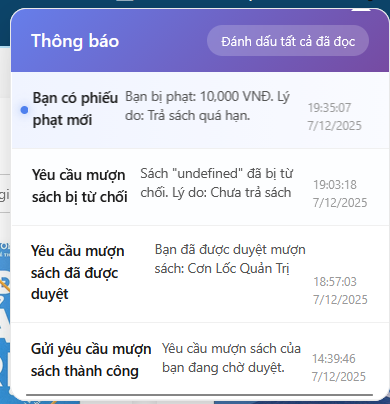 Thông báo
Đánh dấu tất cả đã đọc
Bạn có phiếu
phạt mới
Bạn bị phạt: 10,000 VNĐ. Lý
do: Trả sách quá hạn.
19:35:07
7/12/2025
Yêu cầu mượn
sách bị từ chối
Sách "undefined" đã bị từ
chối. Lý do: Chưa trả sách
19:03:18
7/12/2025
Yêu cầu mượn
sách đã được
duyệt
Bạn đã được duyệt mượn
sách: Cơn Lốc Quản Trị
18:57:03
7/12/2025
Gửi yêu cầu mượn
sách thành công
Yêu cầu mượn sách của
bạn đang chờ duyệt.
14:39:46
7/12/2025